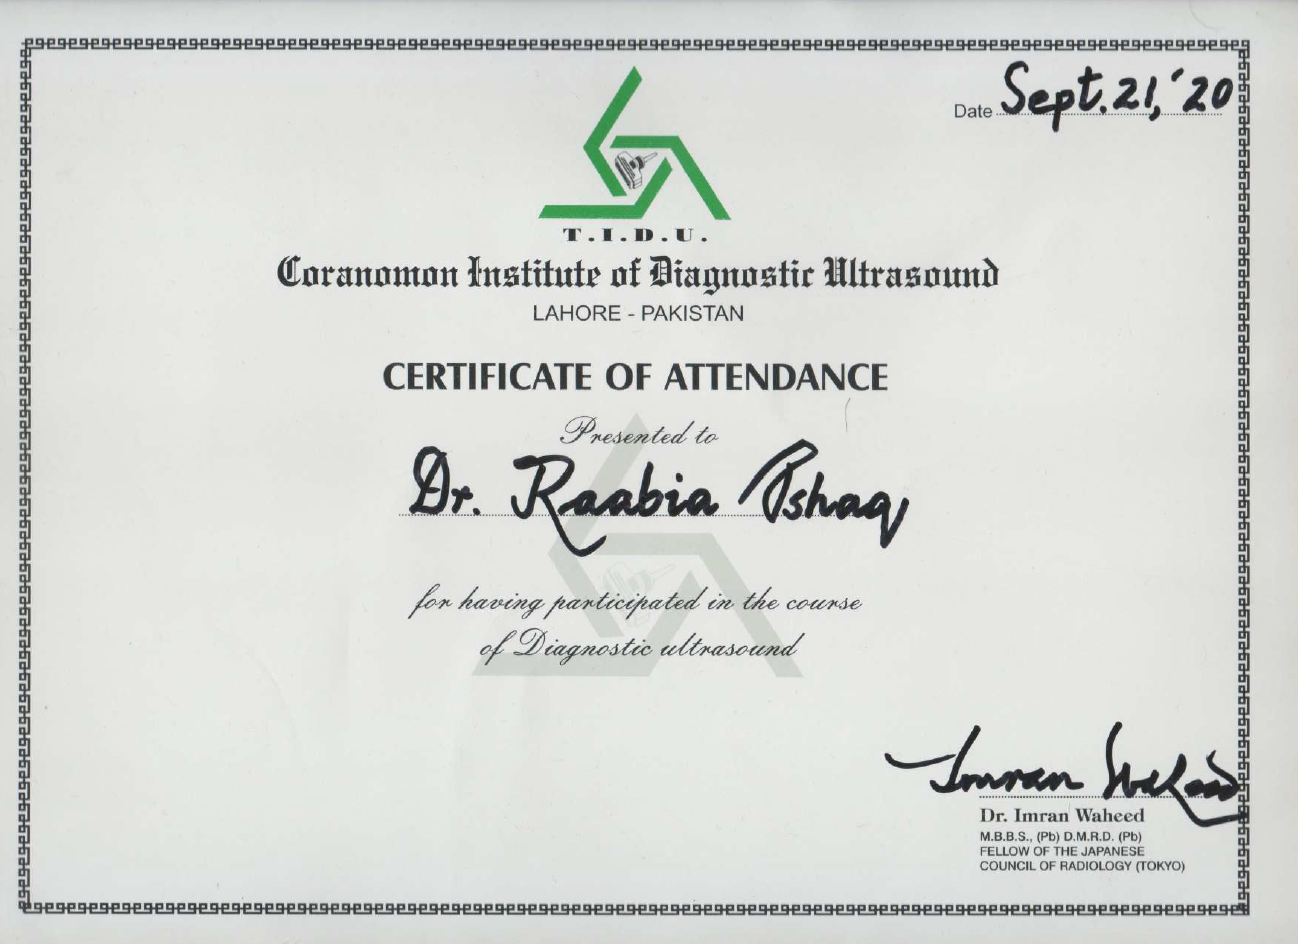 Date Sept. 21, '20
T.I.D.U.
Coranomon Institute of Diagnostic Ultrasound
LAHORE - PAKISTAN
CERTIFICATE OF ATTENDANCE
Presented to
Dr. Raabia Ishaq
for having participated in the course
of Diagnostic ultrasound
Imran Waheed
Dr. Imran Waheed
M.B.B.S., (Pb) D.M.R.D. (Pb)
FELLOW OF THE JAPANESE
COUNCIL OF RADIOLOGY (TOKYO)